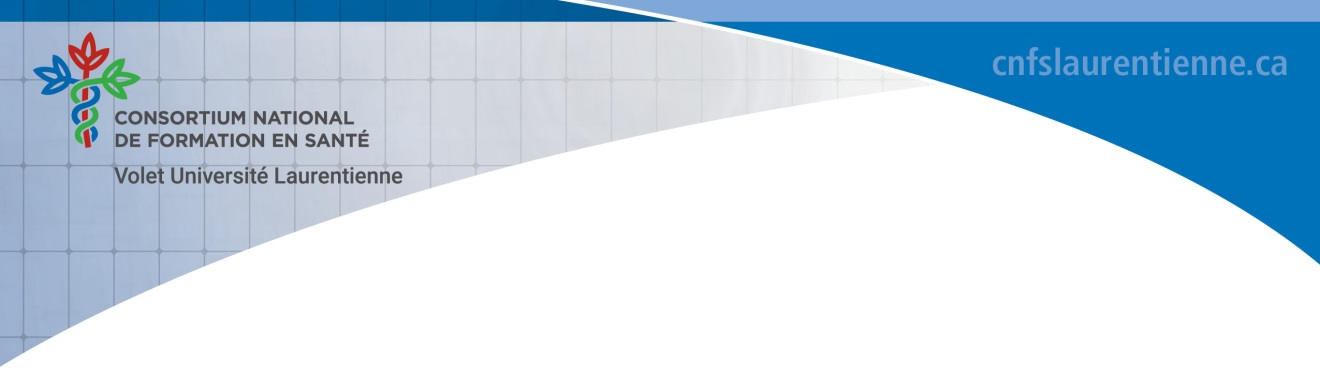 cnfslaurentienne.ca
CONSORTIUM NATIONAL
DE FORMATION EN SANTÉ
Volet Université Laurentienne